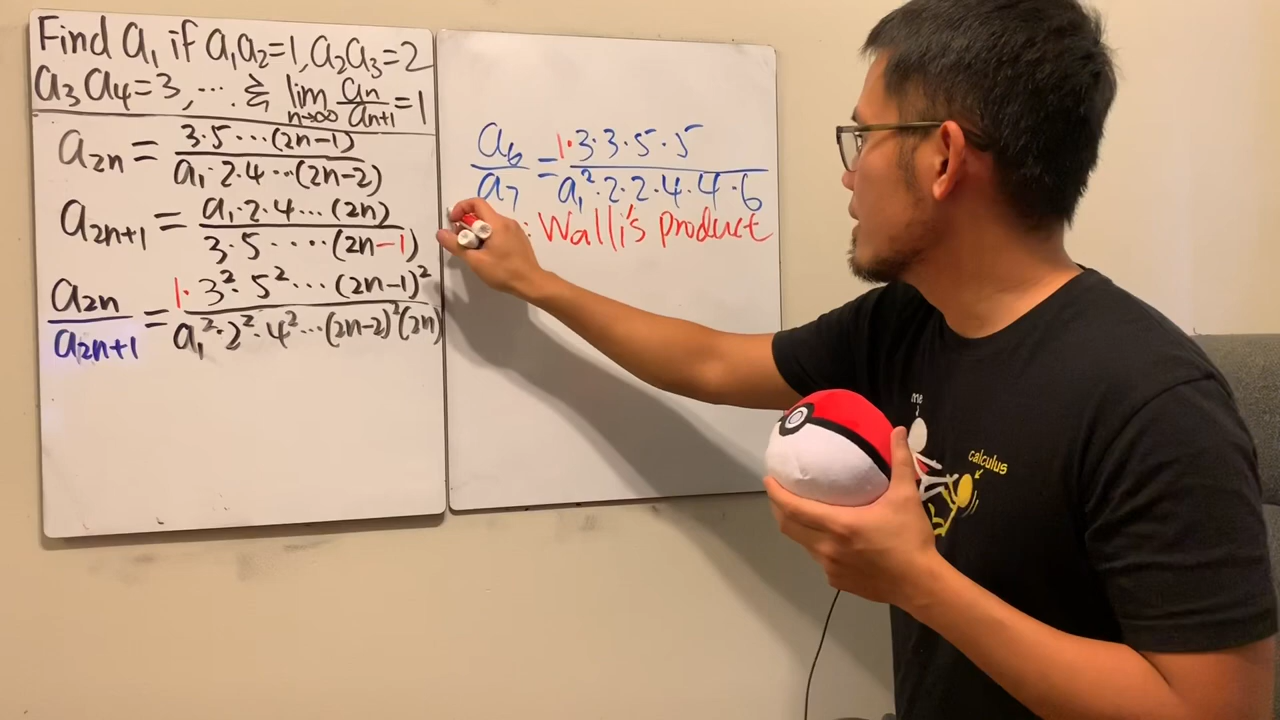 Find a₁ if a₁a₂=1, a₂a₃=2
a₃a₄=3, ... & lim n→∞ aₙ/aₙ₊₁ = 1
a₂ₙ = 3·5···(2n-1) / a₁·2·4···(2n-2)
a₂ₙ₊₁ = a₁·2·4···(2n) / 3·5·····(2n-1)
a₂ₙ/a₂ₙ₊₁ = 1·3²·5²···(2n-1)² / a₁²·2²·4²···(2n-2)²(2n)
a₆/a₇ = 1·3·3·5·5 / a₁²·2·2·4·4·6
: Walli's product
me
calculus